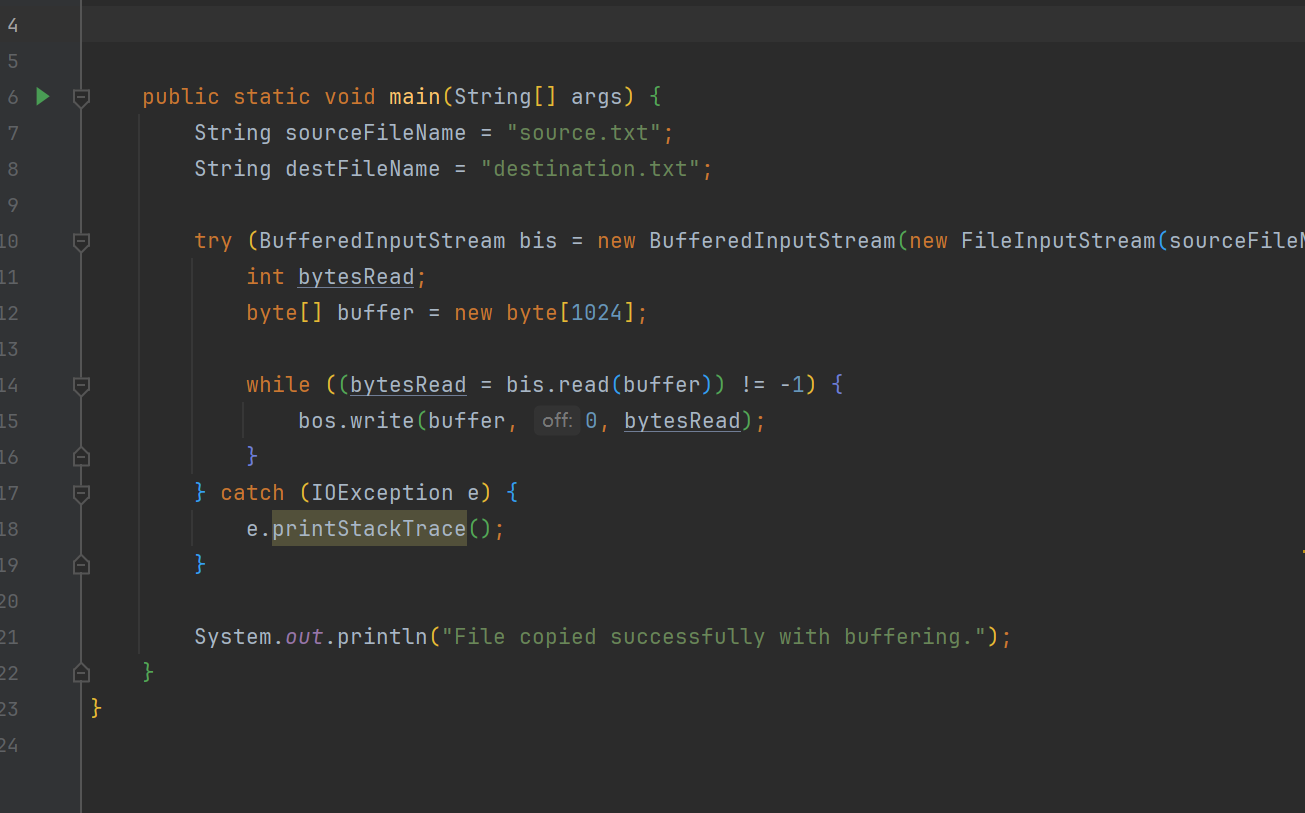 4
5
6 public static void main(String[] args) {
7 String sourceFileName = "source.txt";
8 String destFileName = "destination.txt";
9
10 try (BufferedInputStream bis = new BufferedInputStream(new FileInputStream(sourceFileN
11 int bytesRead;
12 byte[] buffer = new byte[1024];
13
14 while ((bytesRead = bis.read(buffer)) != -1) {
15 bos.write(buffer, off: 0, bytesRead);
16 }
17 } catch (IOException e) {
18 e.printStackTrace();
19 }
20
21 System.out.println("File copied successfully with buffering.");
22 }
23 }
24